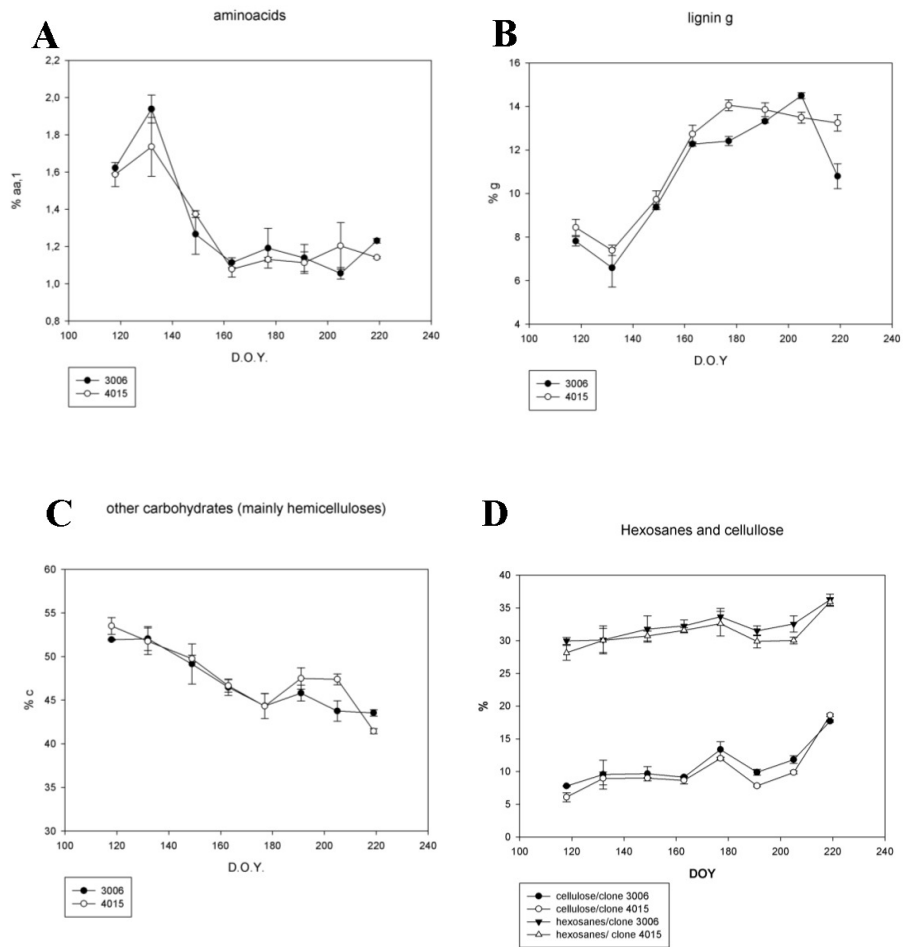 A
aminoacids
2,2
2,0
1,8
1,6
1,4
1,2
1,0
0,8
% aa,1
100 120 140 160 180 200 220 240
D.O.Y.
3006
4015
B
lignin g
16
14
12
10
8
6
4
% g
100 120 140 160 180 200 220 240
D.O.Y
3006
4015
C
other carbohydrates (mainly hemicelluloses)
60
55
50
45
40
35
30
% c
100 120 140 160 180 200 220 240
D.O.Y.
3006
4015
D
Hexosanes and cellullose
40
35
30
25
20
15
10
5
0
%
100 120 140 160 180 200 220 240
DOY
cellulose/clone 3006
cellulose/clone 4015
hexosanes/clone 3006
hexosanes/ clone 4015